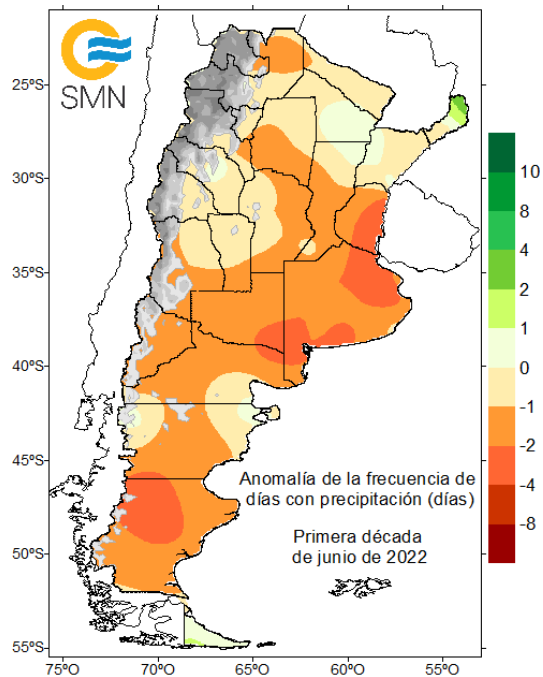 SMN
25ºS
30ºS
35ºS
40ºS
45ºS
50ºS
55ºS
75ºO
70ºO
65ºO
60ºO
55ºO
Anomalía de la frecuencia de
días con precipitación (días)
Primera década
de junio de 2022
10
8
4
2
1
0
-1
-2
-4
-8